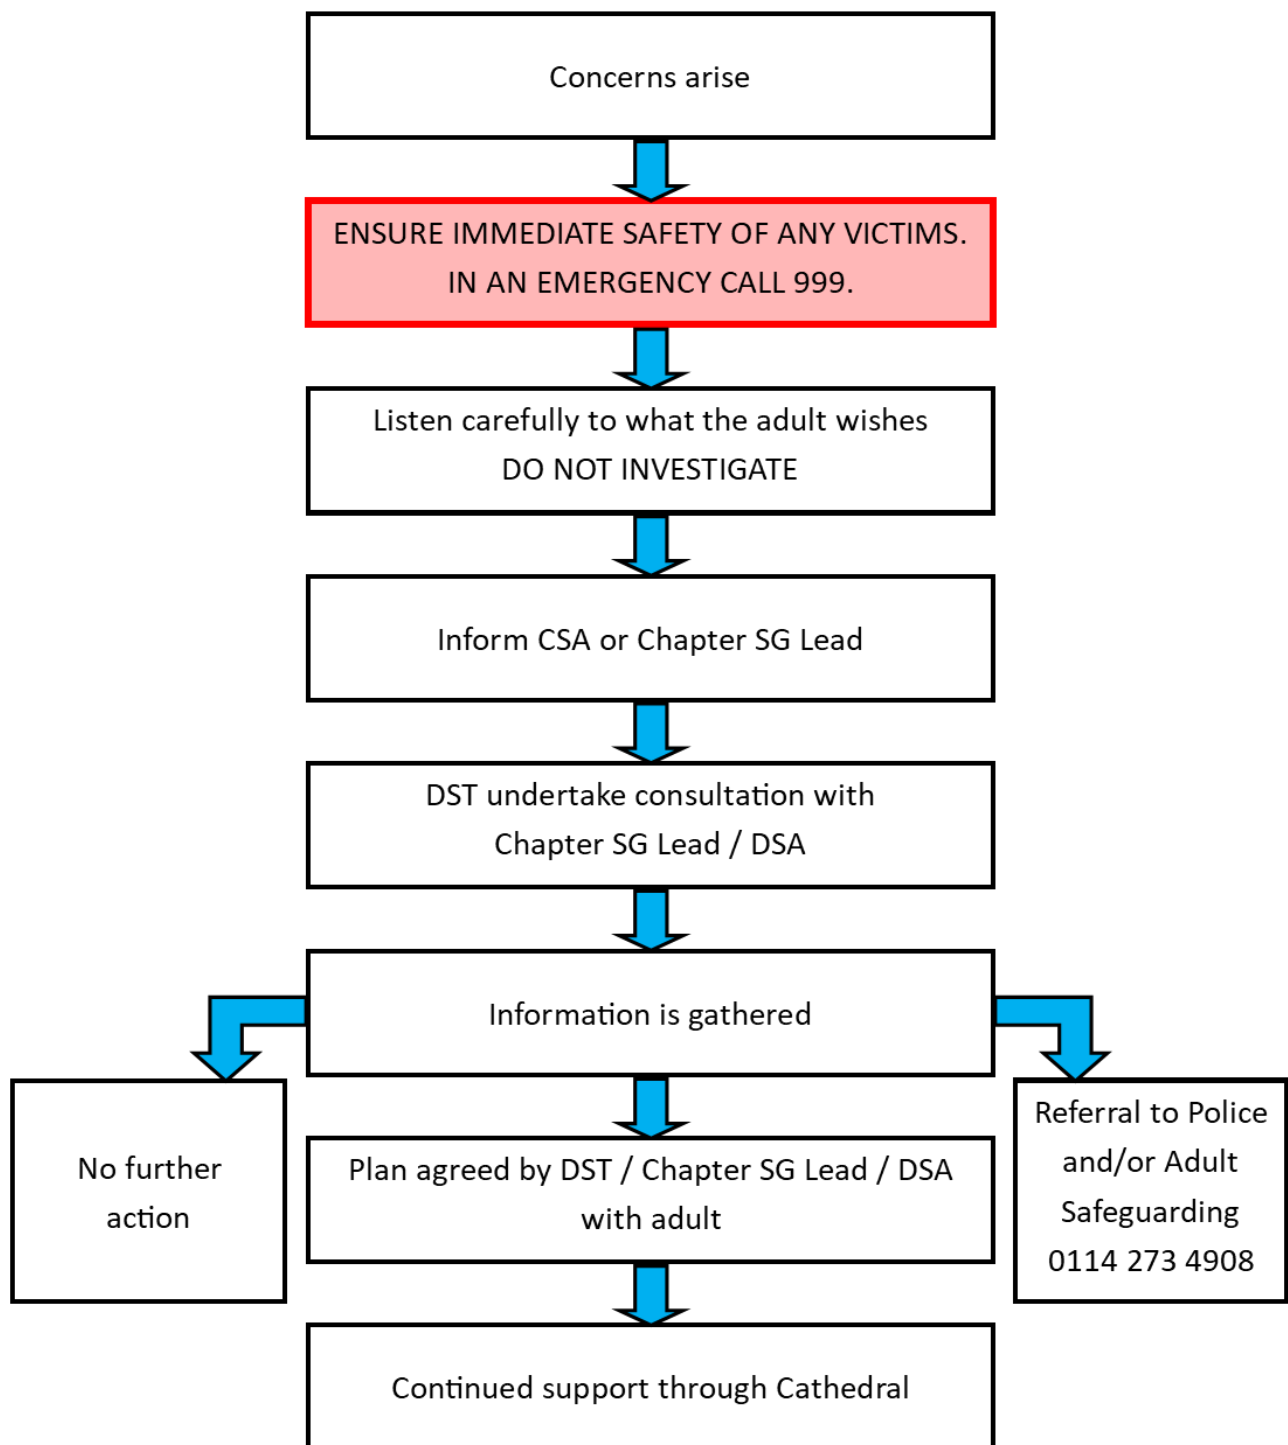 Concerns arise
ENSURE IMMEDIATE SAFETY OF ANY VICTIMS.
IN AN EMERGENCY CALL 999.
Listen carefully to what the adult wishes
DO NOT INVESTIGATE
Inform CSA or Chapter SG Lead
DST undertake consultation with
Chapter SG Lead / DSA
Information is gathered
No further
action
Plan agreed by DST / Chapter SG Lead / DSA
with adult
Referral to Police
and/or Adult
Safeguarding
0114 273 4908
Continued support through Cathedral